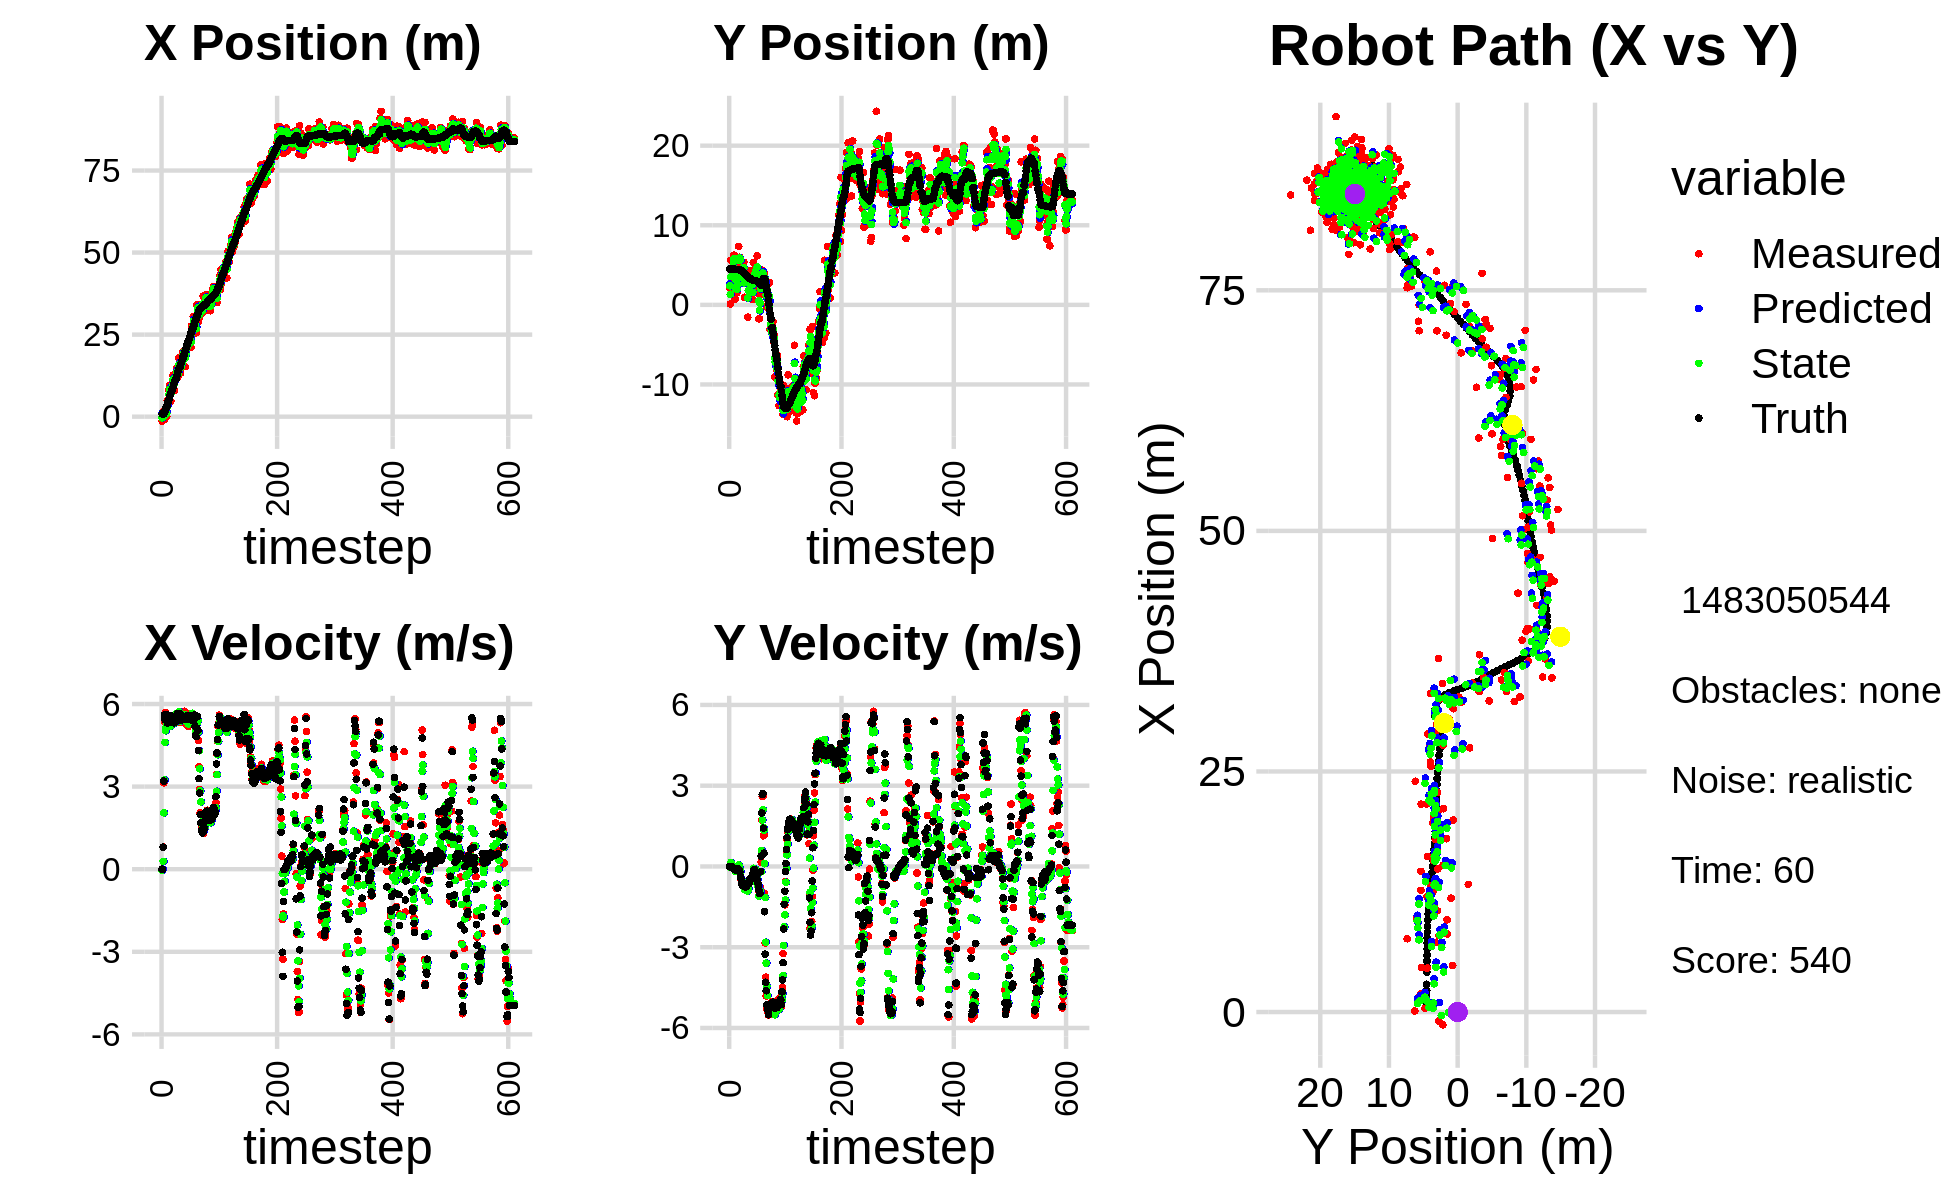 X Position (m)
75
50
25
0
0
200
400
600
timestep
Y Position (m)
20
10
0
-10
0
200
400
600
timestep
X Velocity (m/s)
6
3
0
-3
-6
0
200
400
600
timestep
Y Velocity (m/s)
6
3
0
-3
-6
0
200
400
600
timestep
Robot Path (X vs Y)
X Position (m)
75
50
25
0
20 10 0 -10 -20
Y Position (m)
variable
Measured
Predicted
State
Truth
1483050544
Obstacles: none
Noise: realistic
Time: 60
Score: 540